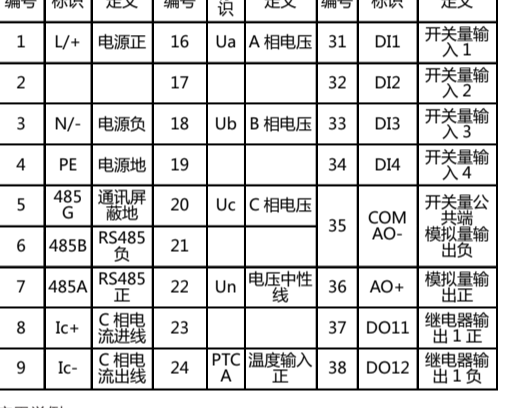 编号 标识 定义 编号 标识 定义 编号 标识 定义
1 L/+ 电源正 16 Ua A 相电压 31 DI1 开关量输入 1
2 17 32 DI2 开关量输入 2
3 N/- 电源负 18 Ub B 相电压 33 DI3 开关量输入 3
4 PE 电源地 19 34 DI4 开关量输入 4
5 485G 通讯屏蔽地 20 Uc C 相电压 35 COM AO- 开关量公共端 模拟量输出负
6 485B RS485负 21
7 485A RS485正 22 Un 电压中性线 36 AO+ 模拟量输出正
8 Ic+ C 相电流进线 23 37 DO11 继电器输出 1 正
9 Ic- C 相电流出线 24 PTCA 温度输入正 38 DO12 继电器输出 1 负